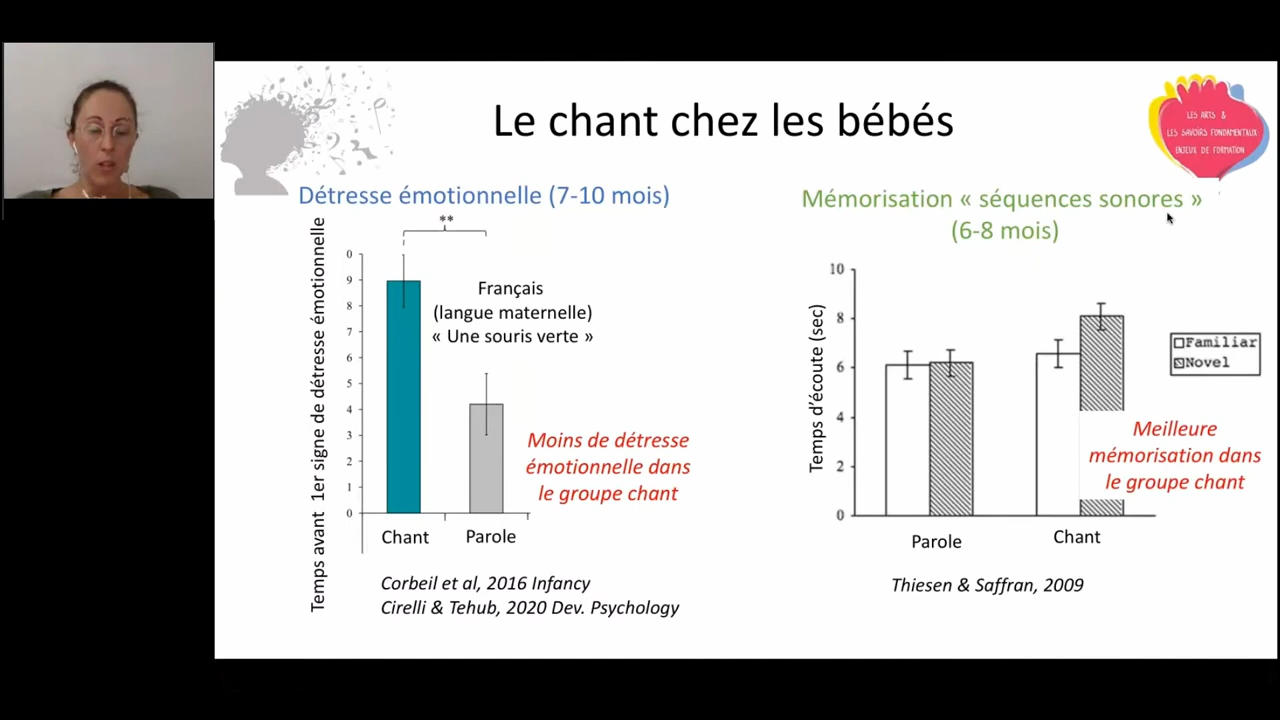 Le chant chez les bébés
LES ARTS &
LES SAVOIRS FONDAMENTAUX
ENJEUX DE FORMATION
Détresse émotionnelle (7-10 mois)
Temps avant 1er signe de détresse émotionnelle
**
0
9
8
7
6
5
4
3
2
1
0
Français
(langue maternelle)
« Une souris verte »
Moins de détresse
émotionnelle dans
le groupe chant
Chant
Parole
Corbeil et al, 2016 Infancy
Cirelli & Tehub, 2020 Dev. Psychology
Mémorisation « séquences sonores »
(6-8 mois)
Temps d'écoute (sec)
10
8
6
4
2
0
Familiar
Novel
Meilleure
mémorisation dans
le groupe chant
Parole
Chant
Thiesen & Saffran, 2009